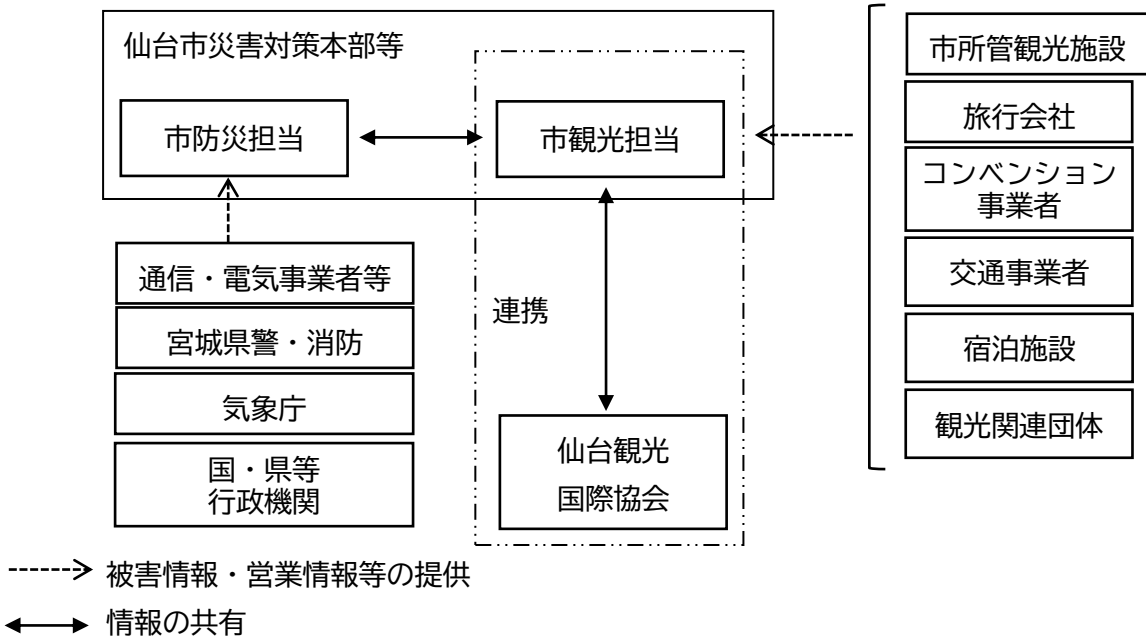 仙台市災害対策本部等
市防災担当
市観光担当
通信・電気事業者等
宮城県警・消防
気象庁
国・県等
行政機関
連携
仙台観光
国際協会
市所管観光施設
旅行会社
コンベンション
事業者
交通事業者
宿泊施設
観光関連団体
被害情報・営業情報等の提供
情報の共有